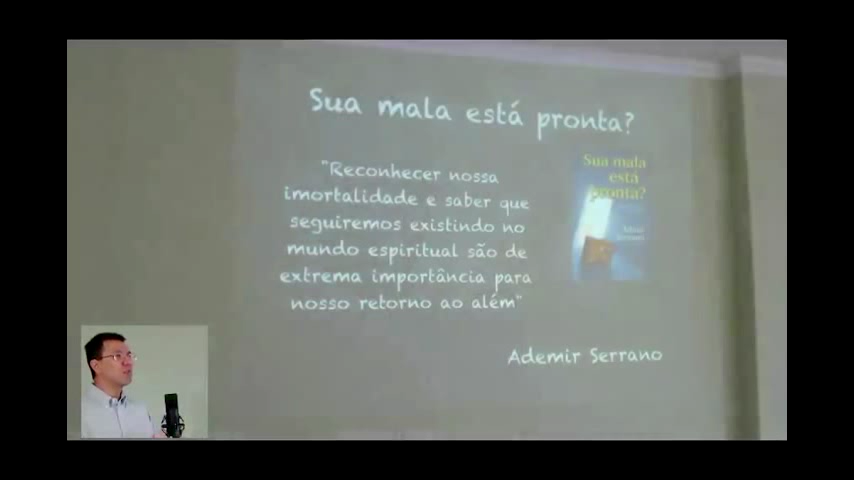 Sua mala está pronta?
"Reconhecer nossa
imortalidade e saber que
seguiremos existindo no
mundo espiritual são de
extrema importância para
nosso retorno ao além"
Sua mala
está
pronta?
Ademir Serrano